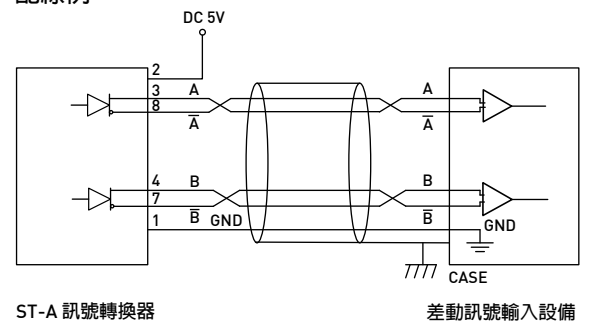 DC 5V
2
3 A A
8 A̅ A̅
4 B B
7
1 B̅ GND B̅ GND
CASE
ST-A 訊號轉換器 差動訊號輸入設備